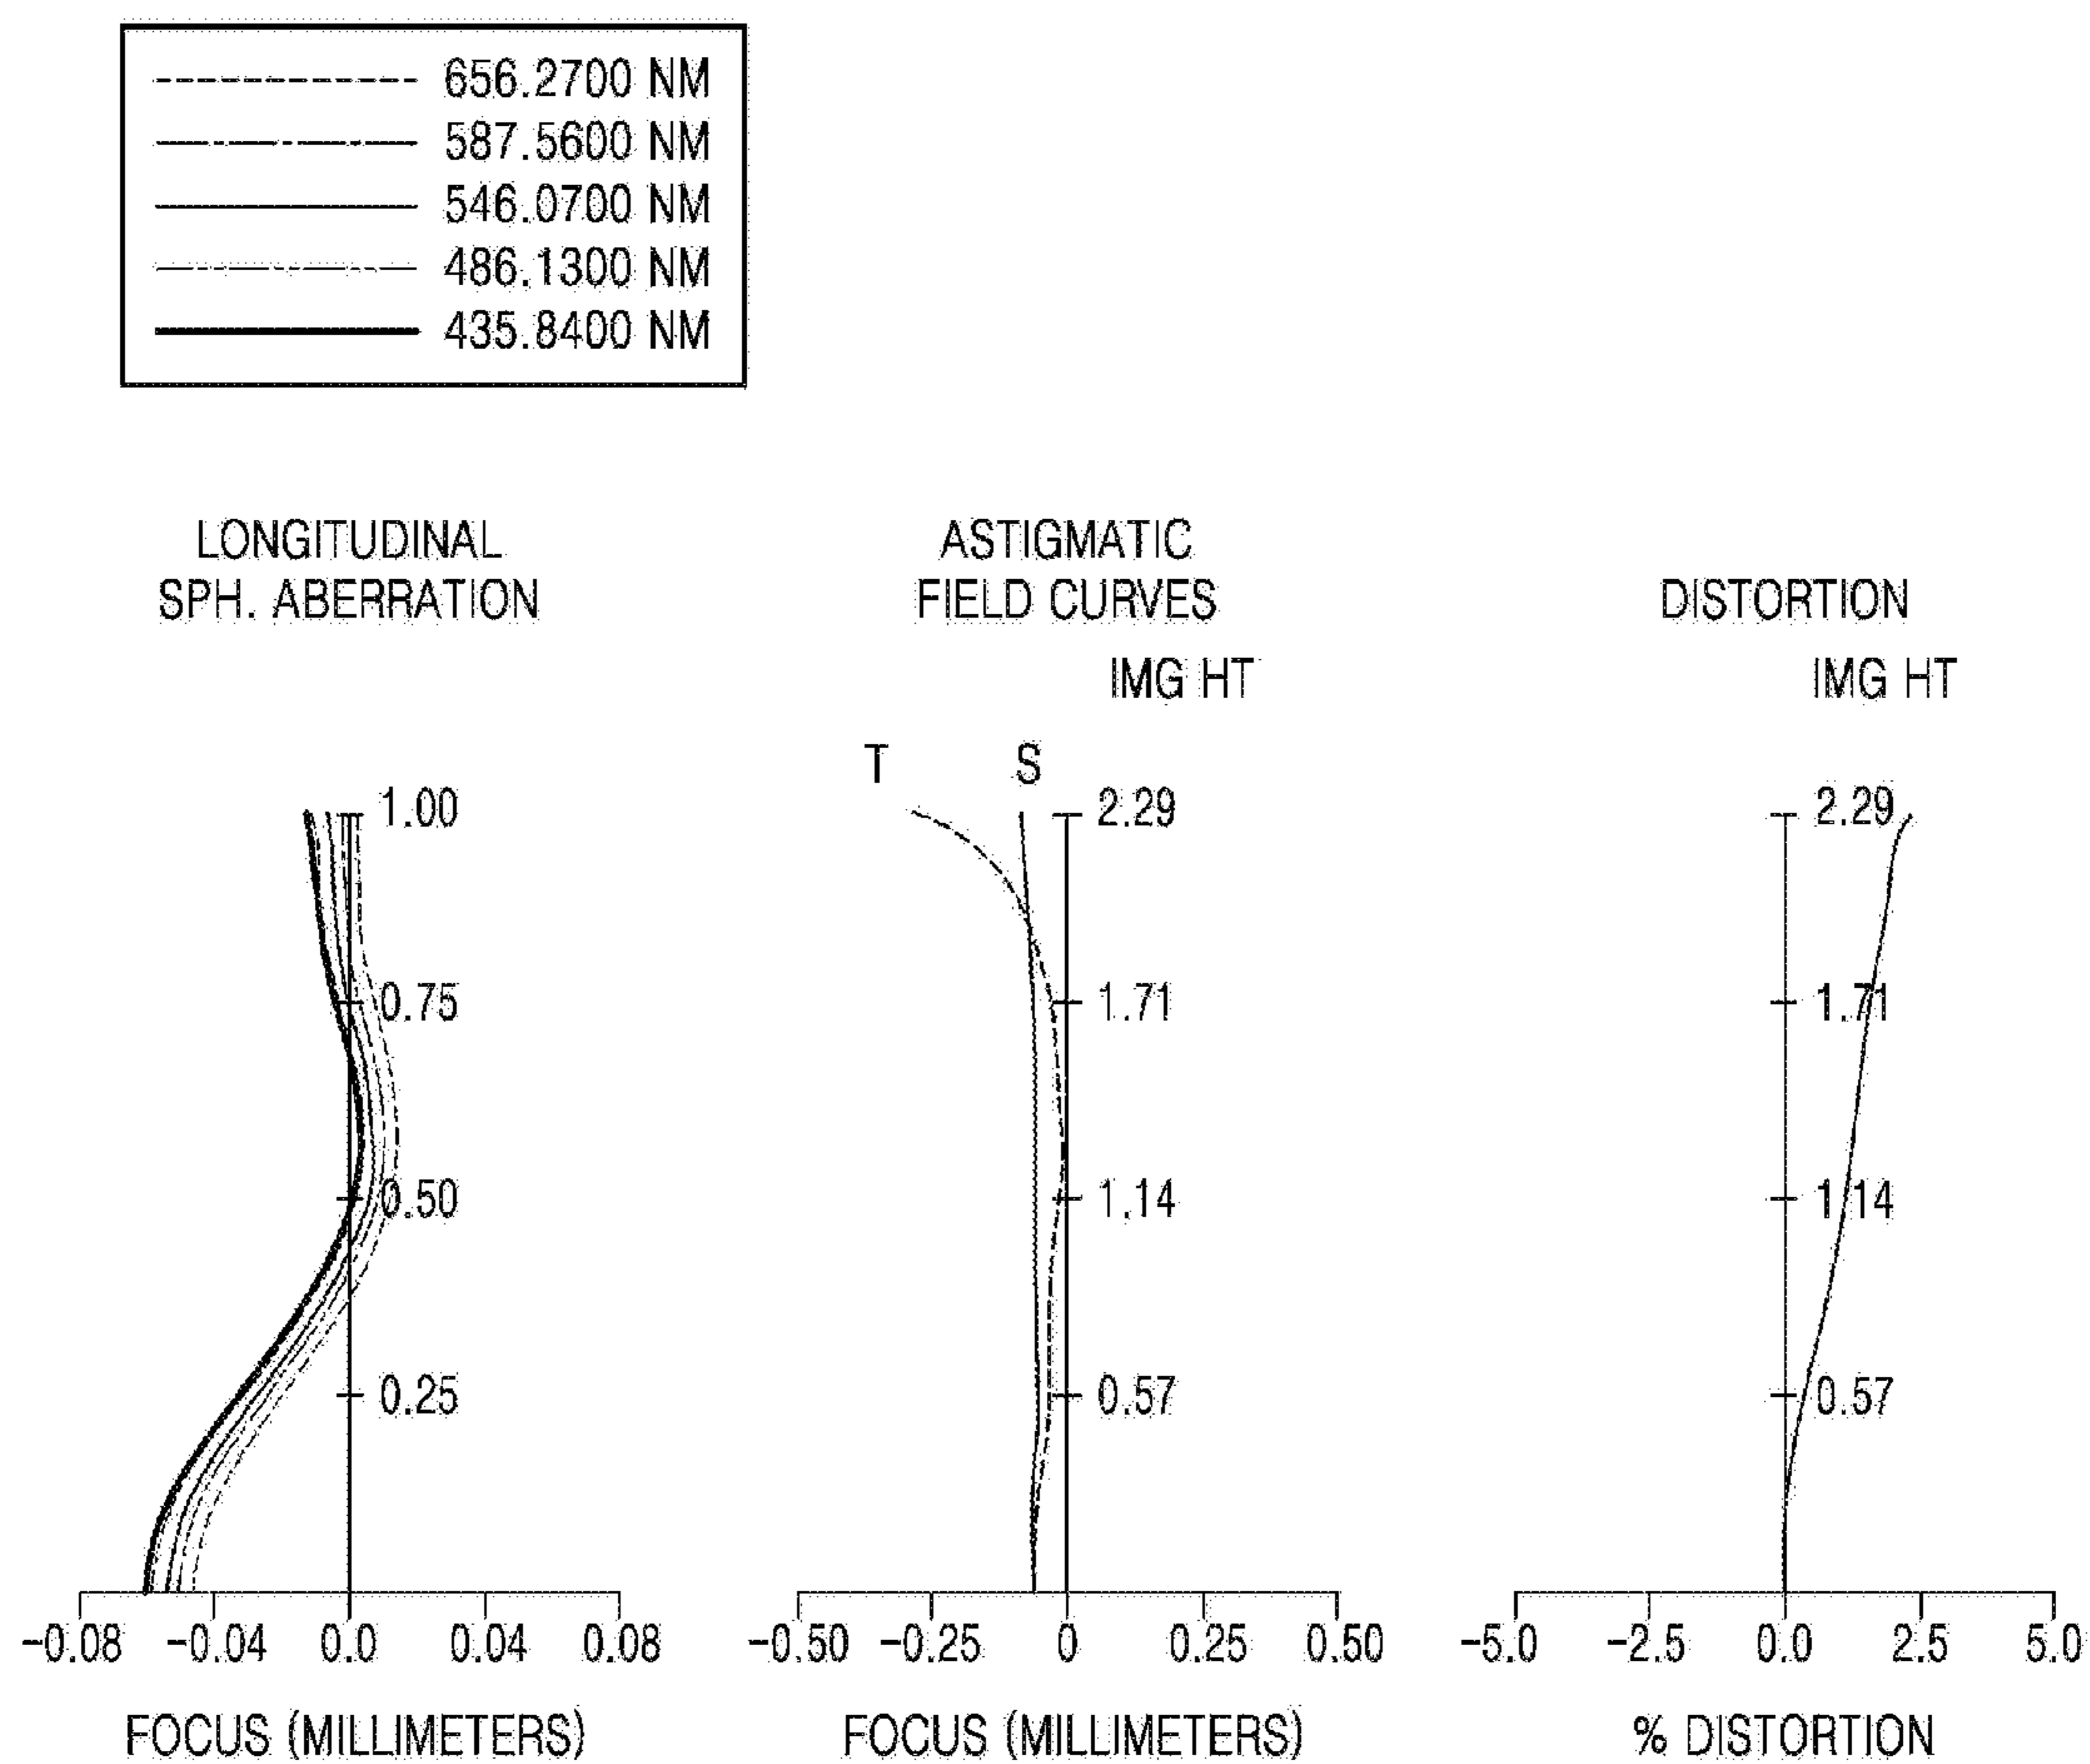 656.2700 NM
587.5600 NM
546.0700 NM
486.1300 NM
435.8400 NM
LONGITUDINAL
SPH. ABERRATION
1.00
0.75
0.50
0.25
-0.08 -0.04 0.0 0.04 0.08
FOCUS (MILLIMETERS)
ASTIGMATIC
FIELD CURVES
IMG HT
T S
2.29
1.71
1.14
0.57
-0.50 -0.25 0 0.25 0.50
FOCUS (MILLIMETERS)
DISTORTION
IMG HT
2.29
1.71
1.14
0.57
-5.0 -2.5 0.0 2.5 5.0
% DISTORTION